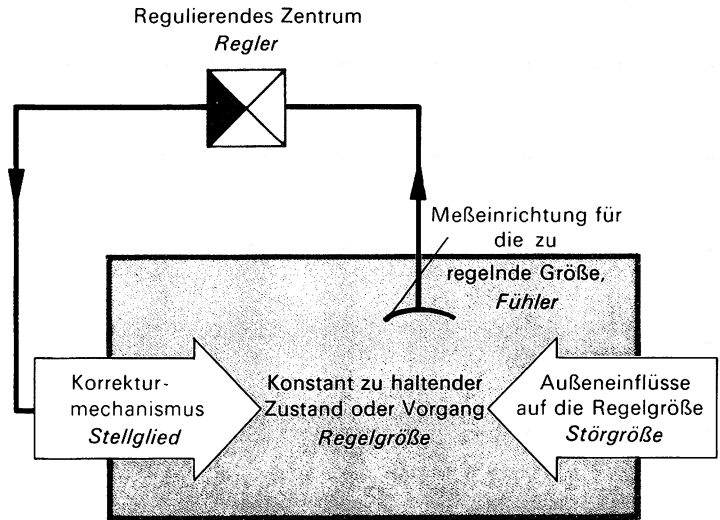 Regulierendes Zentrum
Regler
Meßeinrichtung für
die zu
regelnde Größe,
Fühler
Korrektur-
mechanismus
Stellglied
Konstant zu haltender
Zustand oder Vorgang
Regelgröße
Außeneinflüsse
auf die Regelgröße
Störgröße